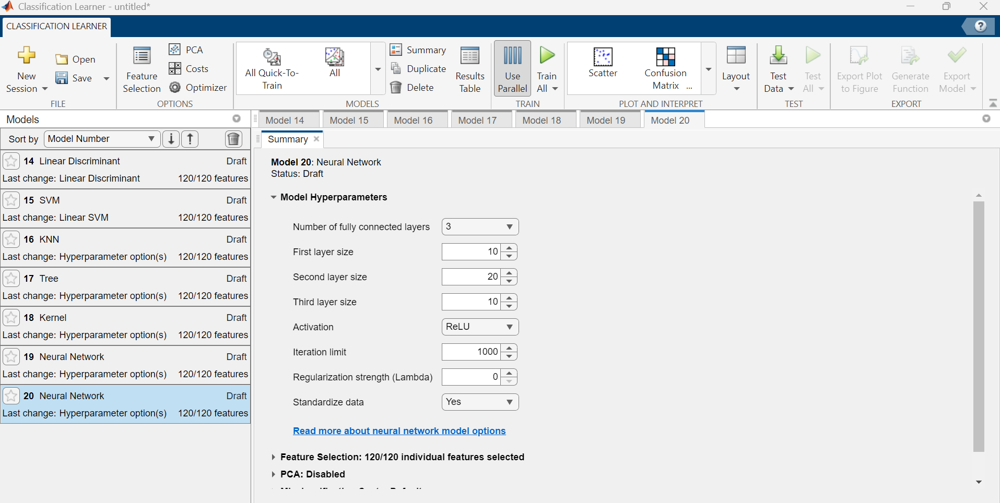 Classification Learner - untitled*
CLASSIFICATION LEARNER
New Session
Open
Save
FILE
Feature Selection
PCA
Costs
Optimizer
OPTIONS
All Quick-To-Train
All
Summary
Duplicate
Delete
MODELS
Results Table
Use Parallel
Train All
TRAIN
Scatter
Confusion Matrix ...
Layout
PLOT AND INTERPRET
Test Data
Test All
TEST
Export Plot to Figure
Generate Function
Export Model
EXPORT
Models
Sort by Model Number
14 Linear Discriminant Draft
Last change: Linear Discriminant 120/120 features
15 SVM Draft
Last change: Linear SVM 120/120 features
16 KNN Draft
Last change: Hyperparameter option(s) 120/120 features
17 Tree Draft
Last change: Hyperparameter option(s) 120/120 features
18 Kernel Draft
Last change: Hyperparameter option(s) 120/120 features
19 Neural Network Draft
Last change: Hyperparameter option(s) 120/120 features
20 Neural Network Draft
Last change: Hyperparameter option(s) 120/120 features
Model 14 Model 15 Model 16 Model 17 Model 18 Model 19 Model 20
Summary
Model 20: Neural Network
Status: Draft
Model Hyperparameters
Number of fully connected layers 3
First layer size 10
Second layer size 20
Third layer size 10
Activation ReLU
Iteration limit 1000
Regularization strength (Lambda) 0
Standardize data Yes
Read more about neural network model options
Feature Selection: 120/120 individual features selected
PCA: Disabled